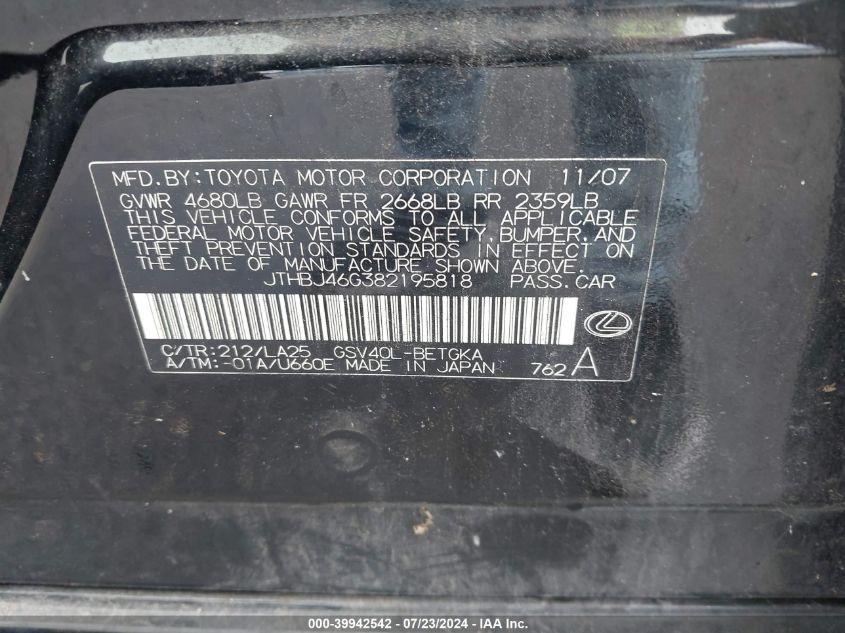 MFD.BY:TOYOTA MOTOR CORPORATION 11/07
GVWR 4680LB GAWR FR 2668LB RR 2359LB
THIS VEHICLE CONFORMS TO ALL APPLICABLE
FEDERAL MOTOR VEHICLE SAFETY,BUMPER,AND
THEFT PREVENTION STANDARDS IN EFFECT ON
THE DATE OF MANUFACTURE SHOWN ABOVE.
JTHBJ46G382195818 PASS.CAR
C/TR:212/LA25 GSV40L-BETGKA
A/TM:-01A/U660E MADE IN JAPAN 762A
000-39942542 - 07/23/2024 - IAA Inc.